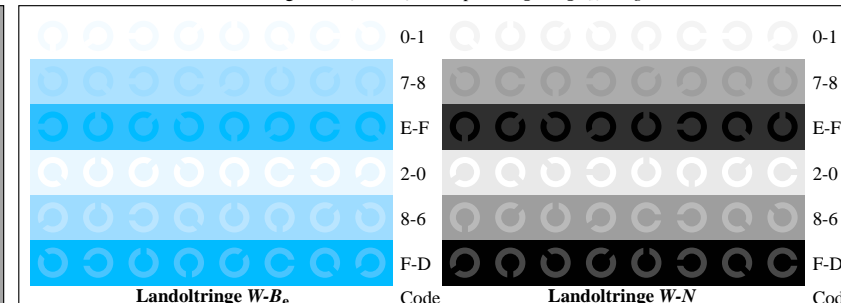 0-1 0-1
7-8 7-8
E-F E-F
2-0 2-0
8-6 8-6
F-D F-D
Landoltringe W-Be Code Landoltringe W-N